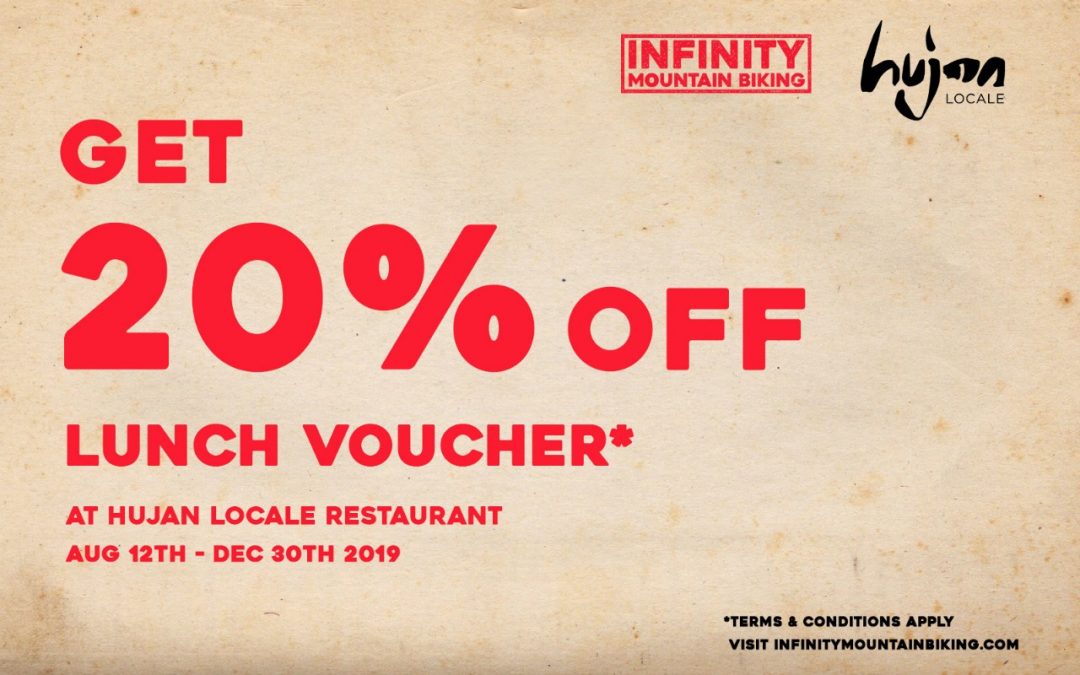 INFINITY
MOUNTAIN BIKING
hujan
LOCALE
GET
20% OFF
LUNCH VOUCHER*
AT HUJAN LOCALE RESTAURANT
AUG 12TH - DEC 30TH 2019
*TERMS & CONDITIONS APPLY
VISIT INFINITYMOUNTAINBIKING.COM